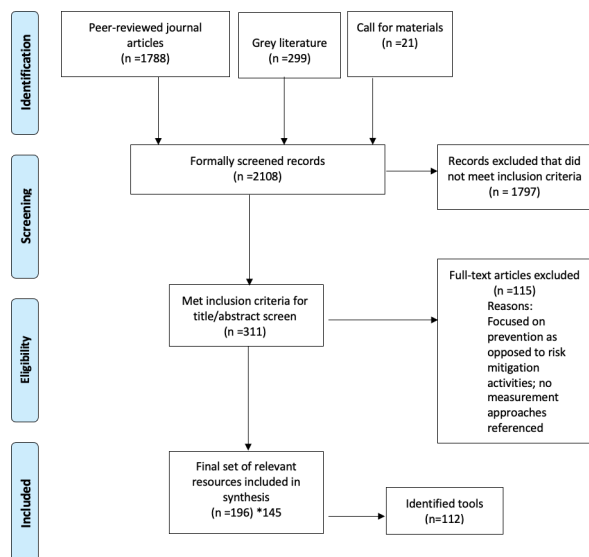 Identification
Peer-reviewed journal
articles
(n =1788)
Grey literature
(n =299)
Call for materials
(n =21)
Screening
Formally screened records
(n =2108)
Records excluded that did
not meet inclusion criteria
(n = 1797)
Eligibility
Met inclusion criteria for
title/abstract screen
(n =311)
Full-text articles excluded
(n =115)
Reasons:
Focused on
prevention as
opposed to risk
mitigation
activities; no
measurement
approaches
referenced
Included
Final set of relevant
resources included in
synthesis
(n =196) *145
Identified tools
(n=112)